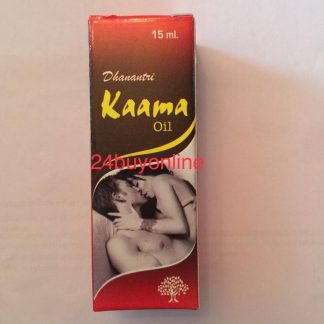 15 ml.
Dhanantri
Kaama
Oil
24buyonline